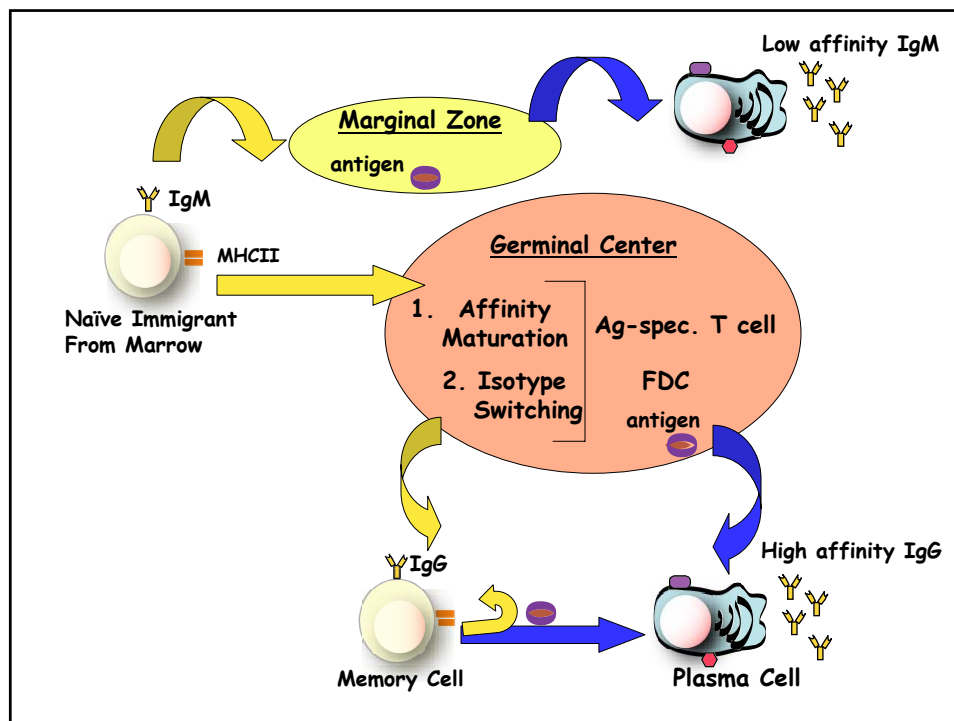 Low affinity IgM
Marginal Zone
antigen
IgM
MHCII
Naïve Immigrant
From Marrow
Germinal Center
1. Affinity
Maturation
2. Isotype
Switching
Ag-spec. T cell
FDC
antigen
IgG
Memory Cell
High affinity IgG
Plasma Cell